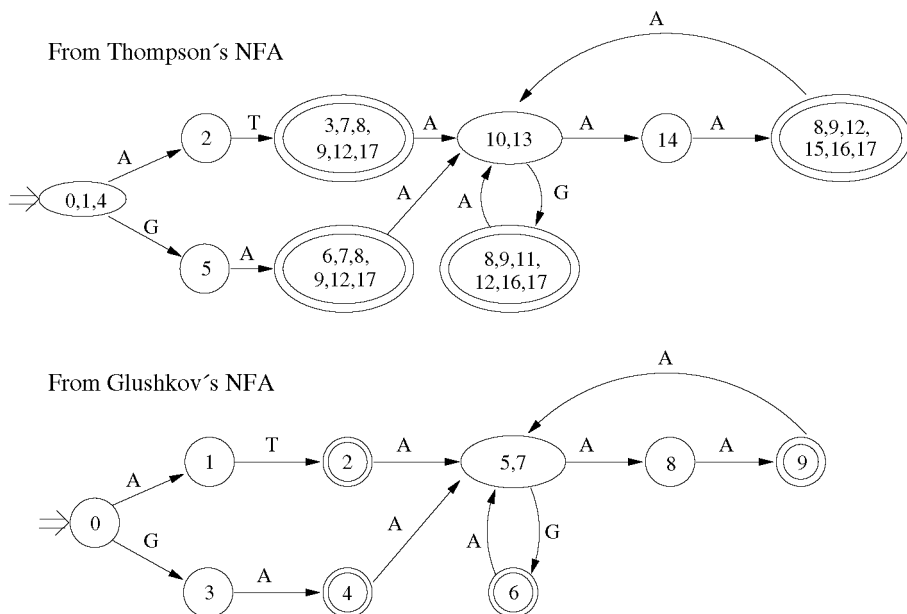 A
From Thompson´s NFA
2 T 3,7,8, A 10,13 A 14 A 8,9,12,
9,12,17 15,16,17
A
0,1,4 A A G
G
5 A 6,7,8, 8,9,11,
9,12,17 12,16,17
A
From Glushkov´s NFA
1 T 2 A 5,7 A 8 A 9
A
0 A A G
G
3 A 4 6